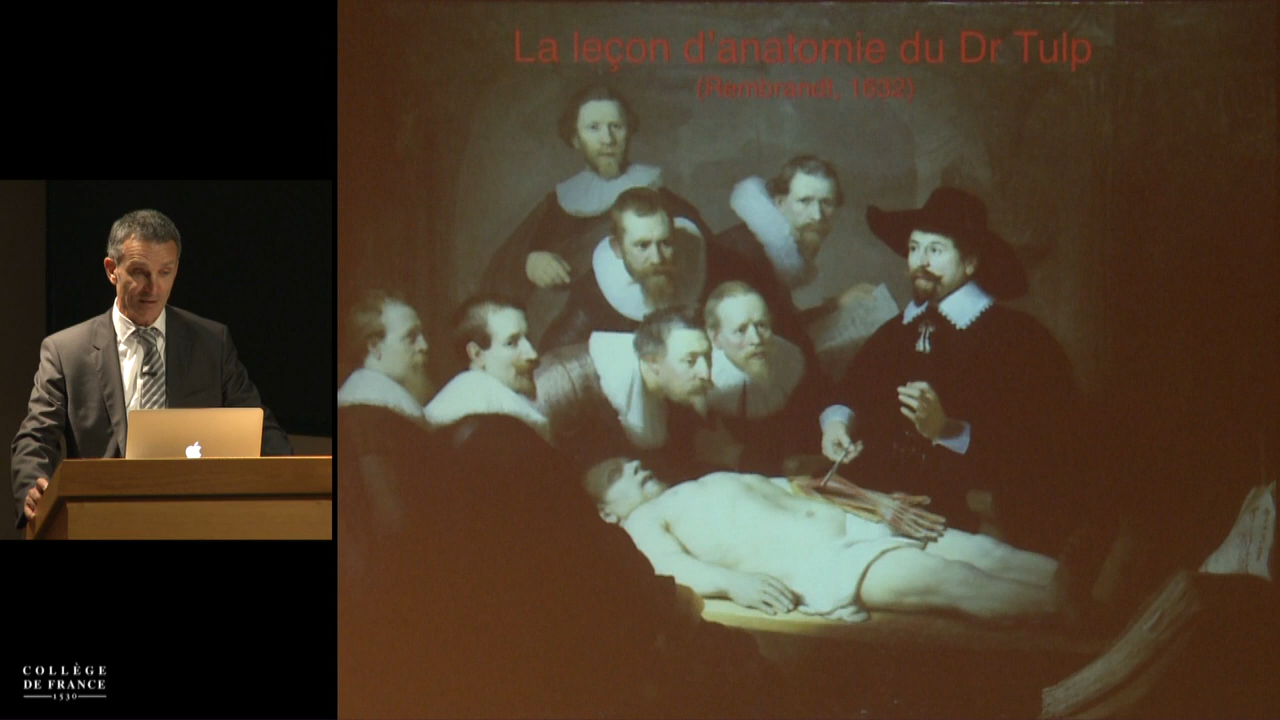 La leçon d'anatomie du Dr Tulp
(Rembrandt, 1632)
COLLÈGE
DE FRANCE
1530